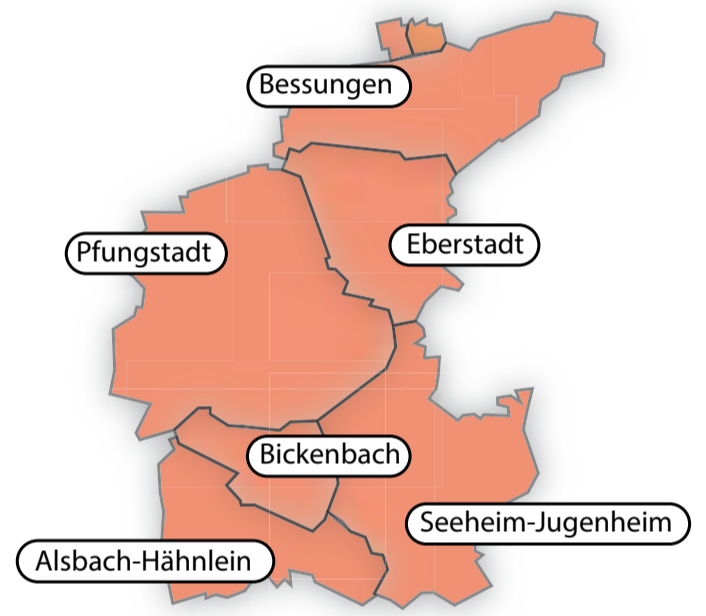 Bessungen
Pfungstadt
Eberstadt
Bickenbach
Seeheim-Jugenheim
Alsbach-Hähnlein